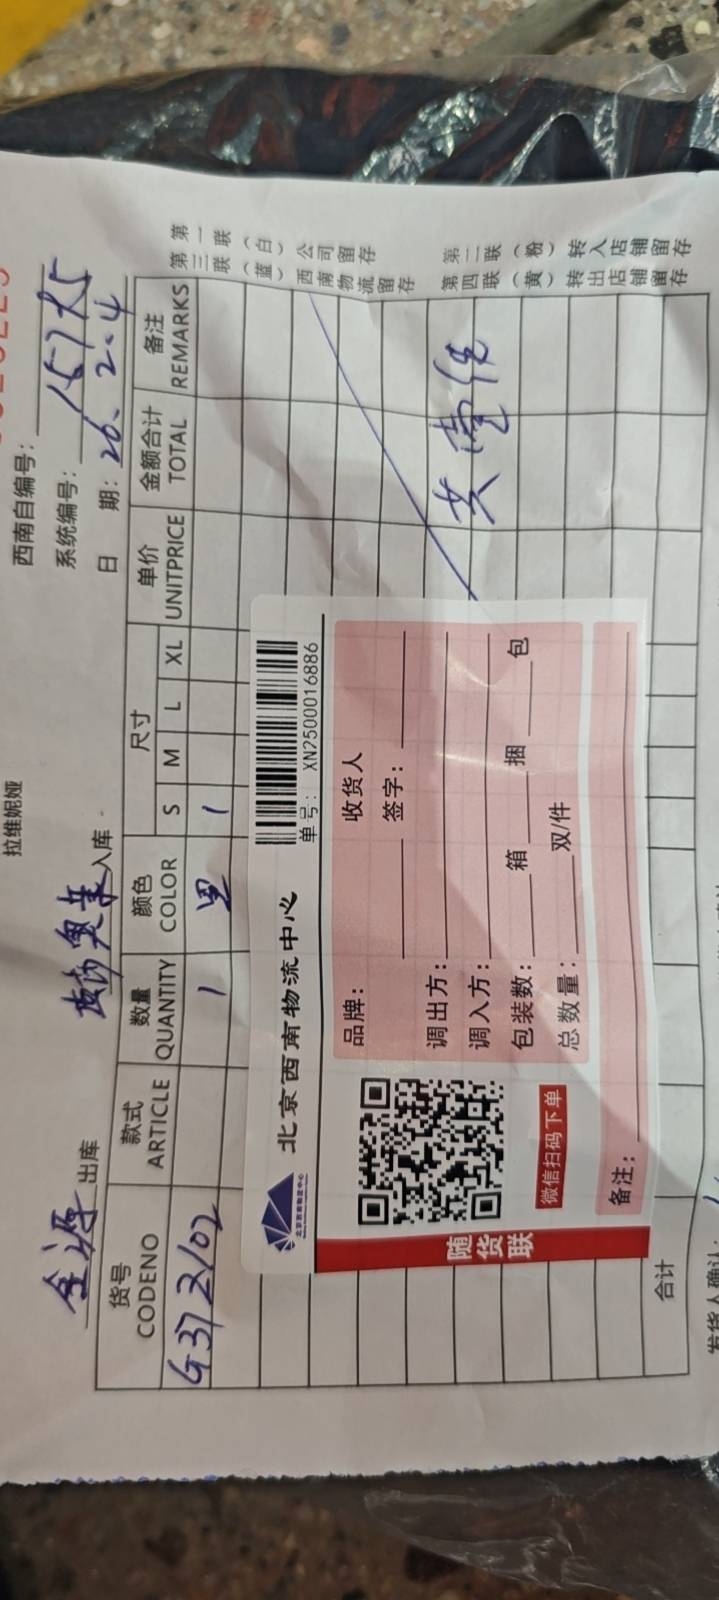 拉维妮娅
西南自编号：
系统编号：15785
日 期：26.2.4
金源 出库 入库
货号 款式 数量 颜色 尺寸 单价 金额合计 备注
CODENO ARTICLE QUANTITY COLOR S M L XL UNITPRICE TOTAL REMARKS
G372102 1 黑 1
合计
第一联（白）公司留存
第三联（蓝）西南物流留存
第二联（粉）转入店铺留存
第四联（黄）转出店铺留存
北京西南物流中心
单号： XN2500016886
品牌： 收货人
签字：
调出方：
调入方：
包装数： 箱 捆 包
总数量： 双/件
备注：
微信扫码下单
随货联
发货人确认：